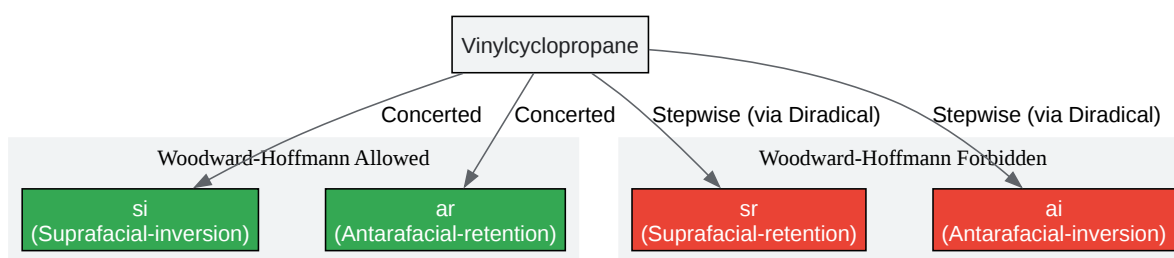 Vinylcyclopropane
Concerted
Concerted
Stepwise (via Diradical)
Stepwise (via Diradical)
Woodward-Hoffmann Allowed
Woodward-Hoffmann Forbidden
si
(Suprafacial-inversion)
ar
(Antarafacial-retention)
sr
(Suprafacial-retention)
ai
(Antarafacial-inversion)